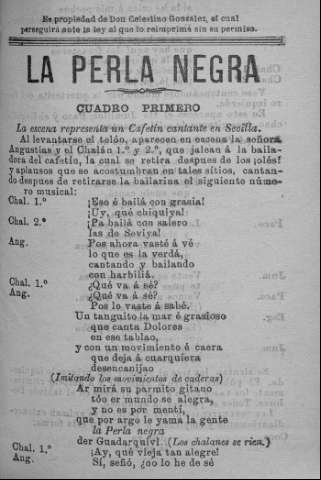 Es propiedad de Don Celestino González, el cual
perseguirá ante la ley al que lo reimprima sin su permiso.
LA PERLA NEGRA
CUADRO PRIMERO
La escena representa un Cafetín cantante en Sevilla.
Al levantarse el telón, aparecen en escena la señora
Angustias y el Chalán 1.º y 2.º, que jalean á la baila-
dera del cafetín, la cual se retira despues de los ¡olés!
y aplausos que se acostumbran en tales sitios, cantan-
do despues de retirarse la bailarina el siguiente núme-
ro musical:
Chal. 1.º ¡Eso é bailá con grasia!
¡Uy, qué chiquiya!
Chal. 2.º ¡Pa bailá con salero
las de Seviya!
Ang. Pos ahora vasté á vé
lo que es la verdá,
cantando y bailando
con harbiliá.
Chal. 1.º ¿Qué va á sé?
Ang. ¿Qué va á sé?
Pos lo vasté á sabé.
Un tanguito la mar é grasioso
que canta Dolores
en ese tablao,
y con un movimiento é caera
que deja á cuarquiera
desencanijao
(Imitando los movimientos de caderas)
Ar mirá su parmito gitano
tóo er mundo se alegra,
y no es por mentí,
que por argo le yama la gente
la Perla negra
der Guadarquiví. (Los chalanes se rien.)
Chal. 1.º ¡Ay, qué vieja tan alegre!
Ang. Sí, señó, ¿no lo he de sé